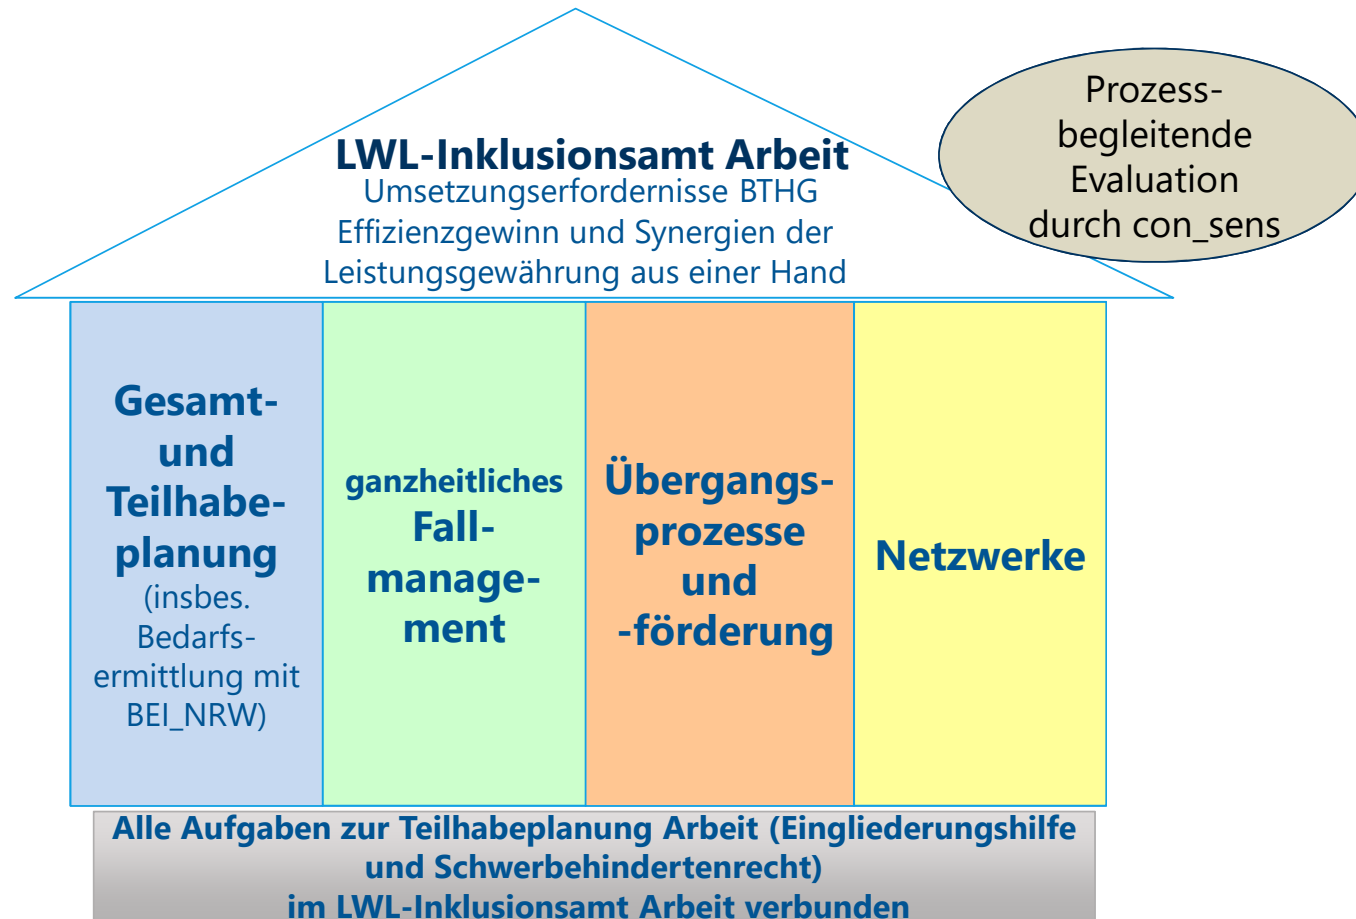 LWL-Inklusionsamt Arbeit
Umsetzungserfordernisse BTHG
Effizienzgewinn und Synergien der
Leistungsgewährung aus einer Hand
Prozess-
begleitende
Evaluation
durch con_sens
Gesamt-
und
Teilhabe-
planung
(insbes.
Bedarfs-
ermittlung mit
BEI_NRW)
ganzheitliches
Fall-
manage-
ment
Übergangs-
prozesse
und
-förderung
Netzwerke
Alle Aufgaben zur Teilhabeplanung Arbeit (Eingliederungshilfe
und Schwerbehindertenrecht)
im LWL-Inklusionsamt Arbeit verbunden